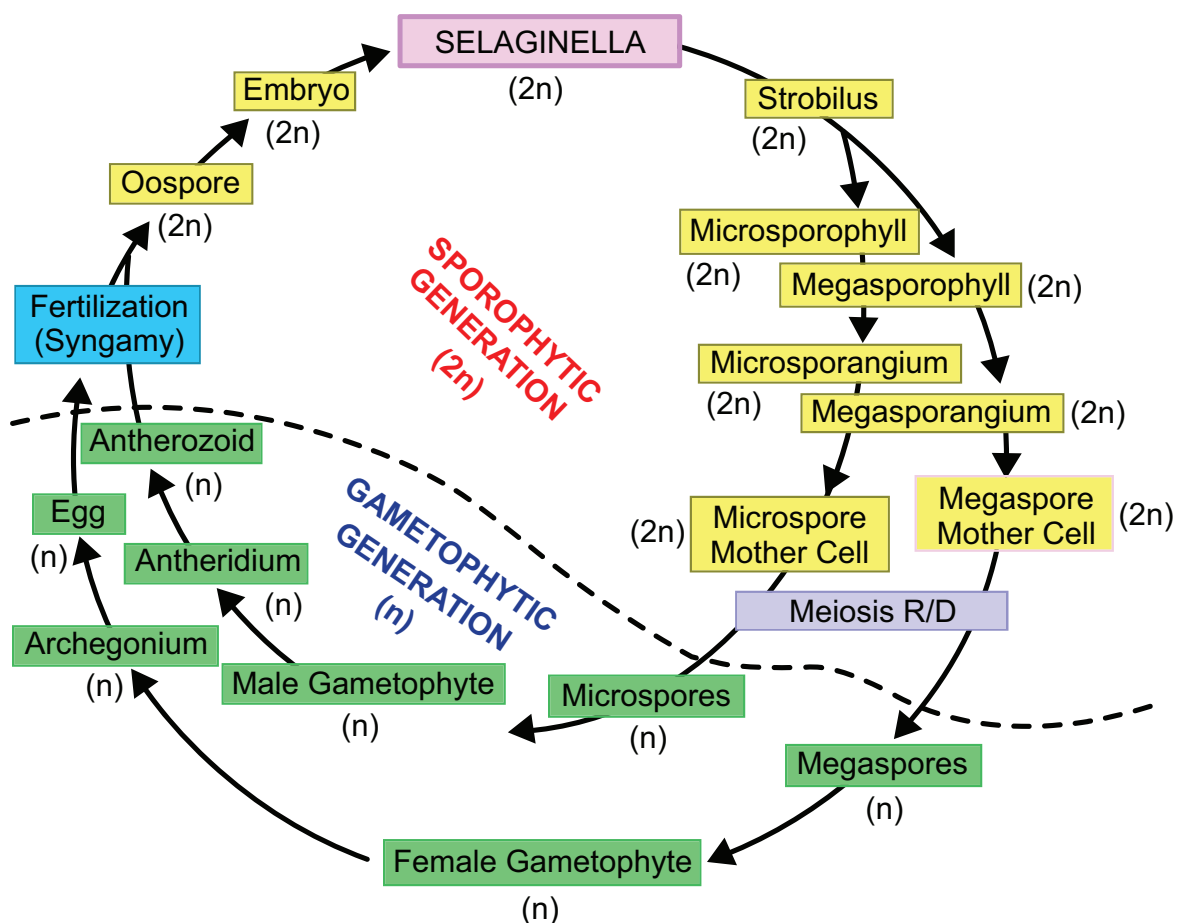 SELAGINELLA
(2n)
Strobilus
(2n)
Microsporophyll
(2n)
Megasporophyll
(2n)
Microsporangium
(2n)
Megasporangium
(2n)
Microspore
Mother Cell
(2n)
Megaspore
Mother Cell
(2n)
Meiosis R/D
Microspores
(n)
Megaspores
(n)
Male Gametophyte
(n)
Female Gametophyte
(n)
Antheridium
(n)
Archegonium
(n)
Antherozoid
(n)
Egg
(n)
Fertilization
(Syngamy)
Oospore
(2n)
Embryo
(2n)
SPOROPHYTIC
GENERATION
(2n)
GAMETOPHYTIC
GENERATION
(n)